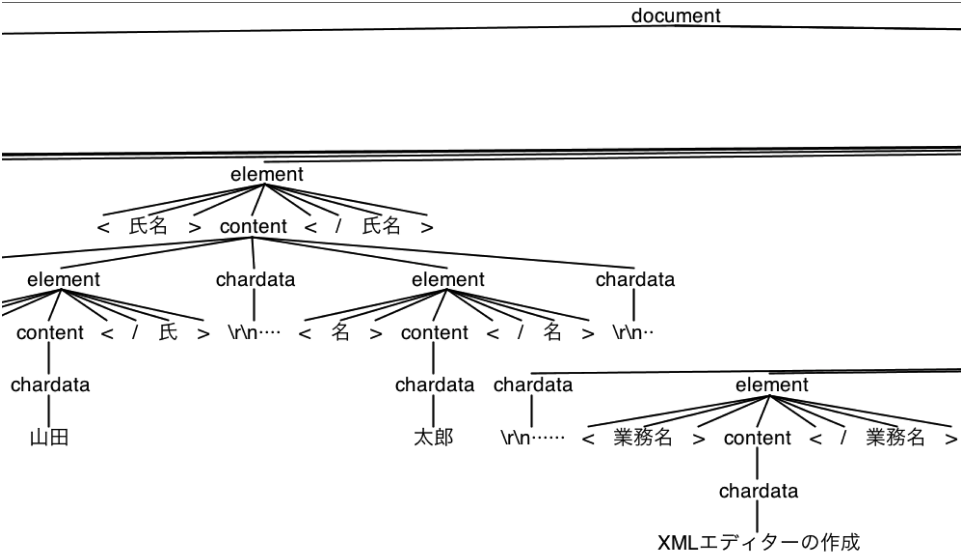 document
element
< 氏名 > content < / 氏名 >
element chardata element chardata
content < / 氏 > \r\n···· < 名 > content < / 名 > \r\n··
chardata chardata chardata element
山田 太郎 \r\n······ < 業務名 > content < / 業務名 >
chardata
XMLエディターの作成